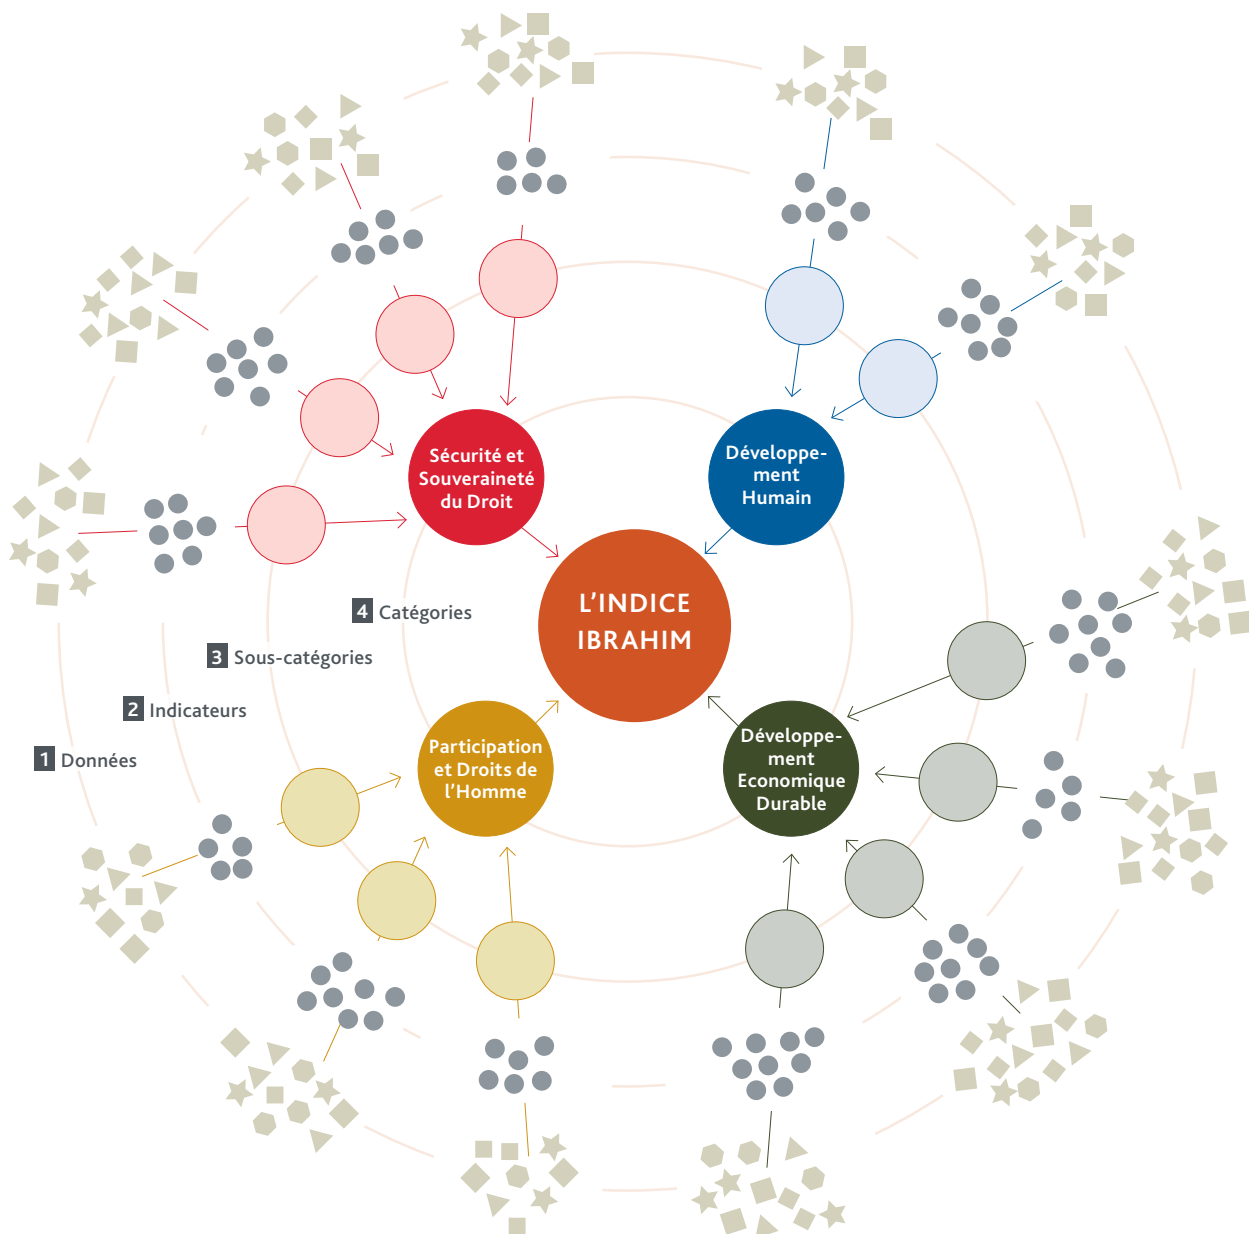 Sécurité et
Souveraineté
du Droit
Développe-
ment
Humain
L'INDICE
IBRAHIM
4 Catégories
3 Sous-catégories
2 Indicateurs
1 Données
Participation
et Droits de
l'Homme
Développe-
ment
Economique
Durable